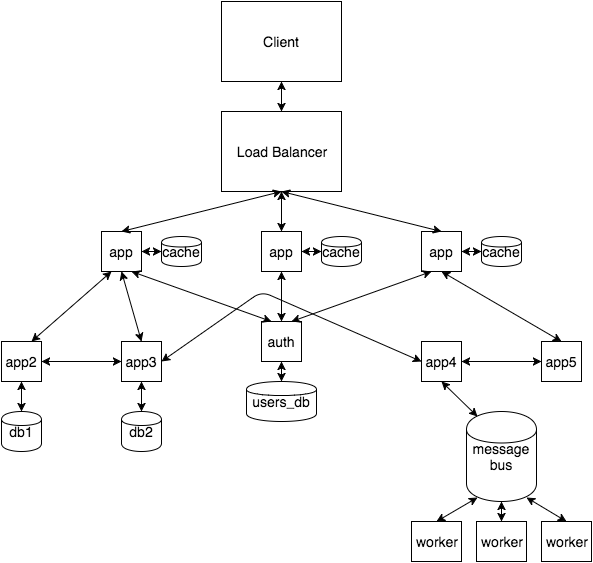 Client
Load Balancer
app
cache
app
cache
app
cache
app2
app3
auth
app4
app5
db1
db2
users_db
message
bus
worker
worker
worker